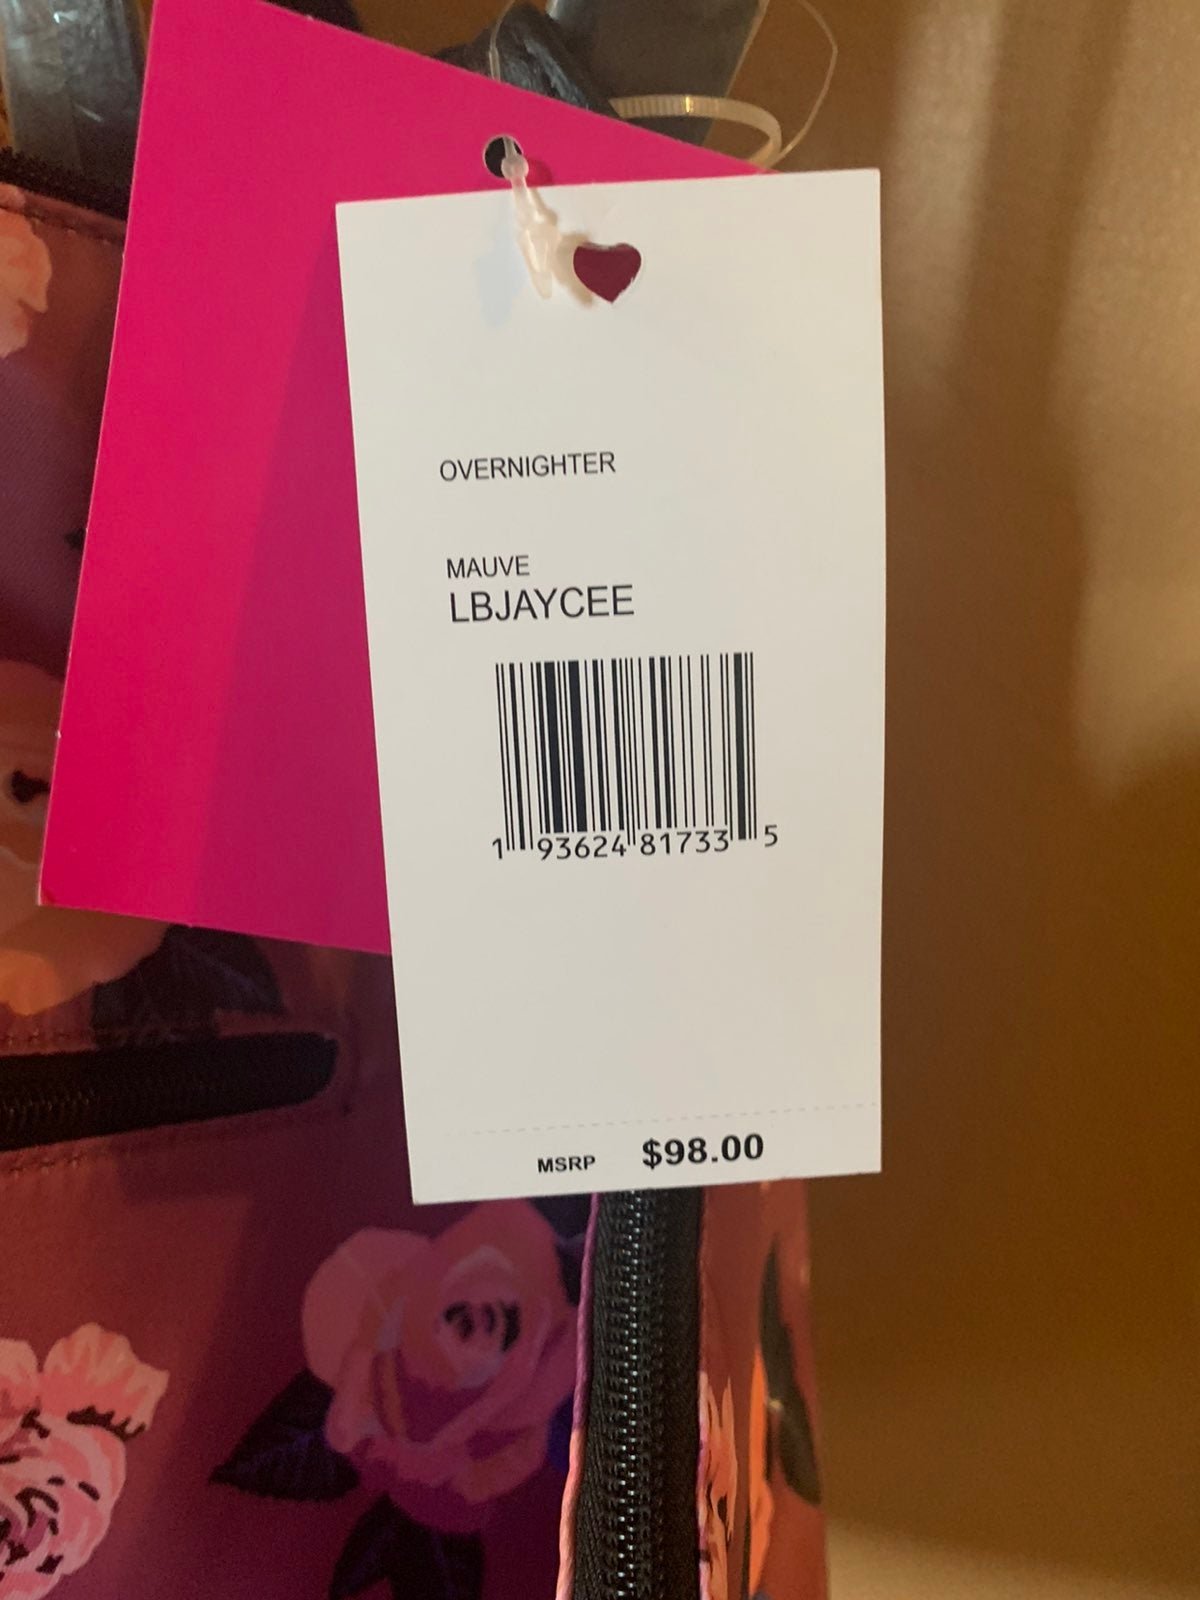 OVERNIGHTER
MAUVE
LBJAYCEE
1 93624 81733 5
MSRP $98.00